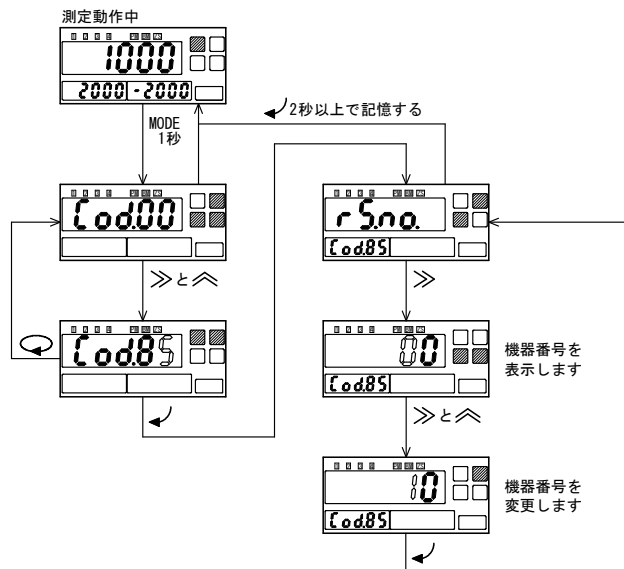 測定動作中
1000
2000 -2000
MODE
1秒
2秒以上で記憶する
Cod.00
rS.no.
Cod.85
≫と︽
≫
Cod.85
00
Cod.85
機器番号を
表示します
≫と︽
10
Cod.85
機器番号を
変更します